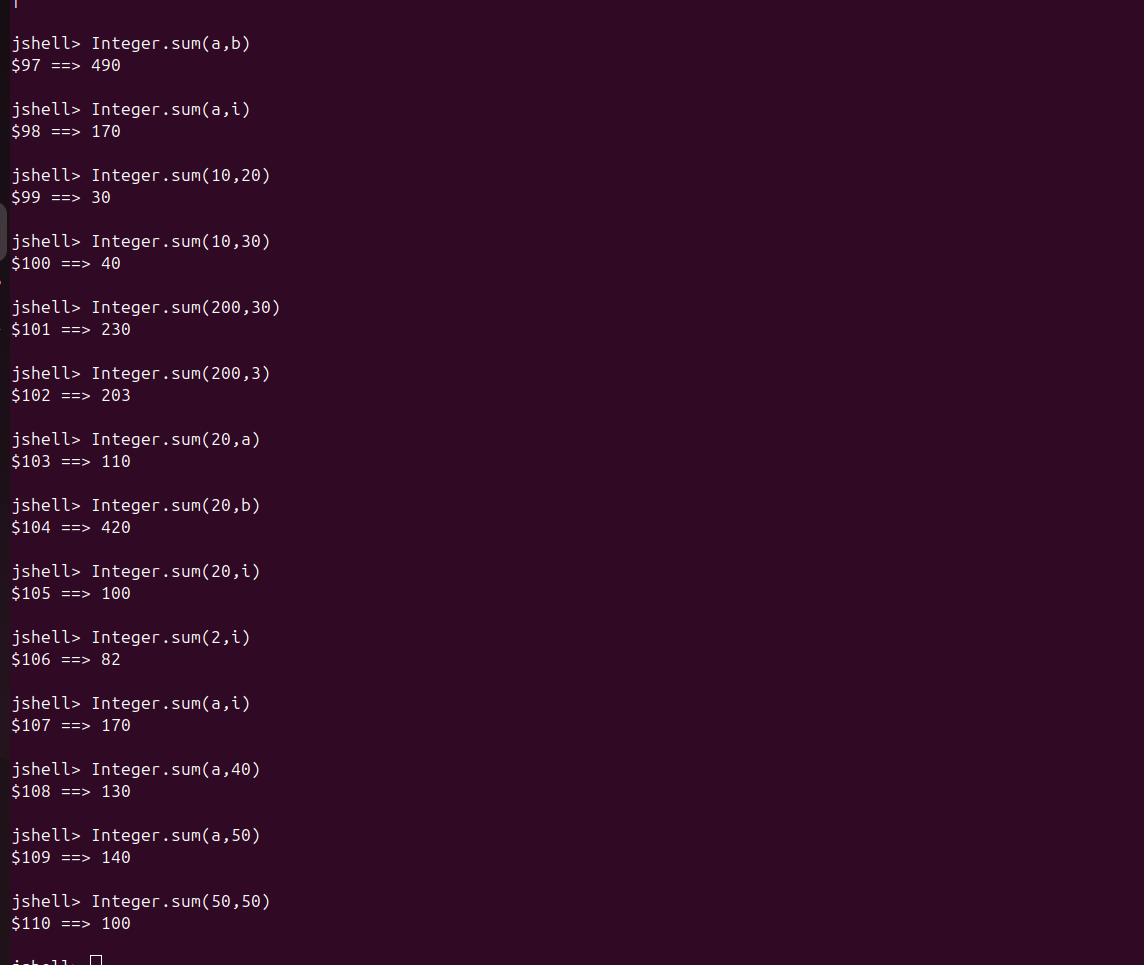 jshell> Integer.sum(a,b)
$97 ==> 490
jshell> Integer.sum(a,i)
$98 ==> 170
jshell> Integer.sum(10,20)
$99 ==> 30
jshell> Integer.sum(10,30)
$100 ==> 40
jshell> Integer.sum(200,30)
$101 ==> 230
jshell> Integer.sum(200,3)
$102 ==> 203
jshell> Integer.sum(20,a)
$103 ==> 110
jshell> Integer.sum(20,b)
$104 ==> 420
jshell> Integer.sum(20,i)
$105 ==> 100
jshell> Integer.sum(2,i)
$106 ==> 82
jshell> Integer.sum(a,i)
$107 ==> 170
jshell> Integer.sum(a,40)
$108 ==> 130
jshell> Integer.sum(a,50)
$109 ==> 140
jshell> Integer.sum(50,50)
$110 ==> 100
jshell>